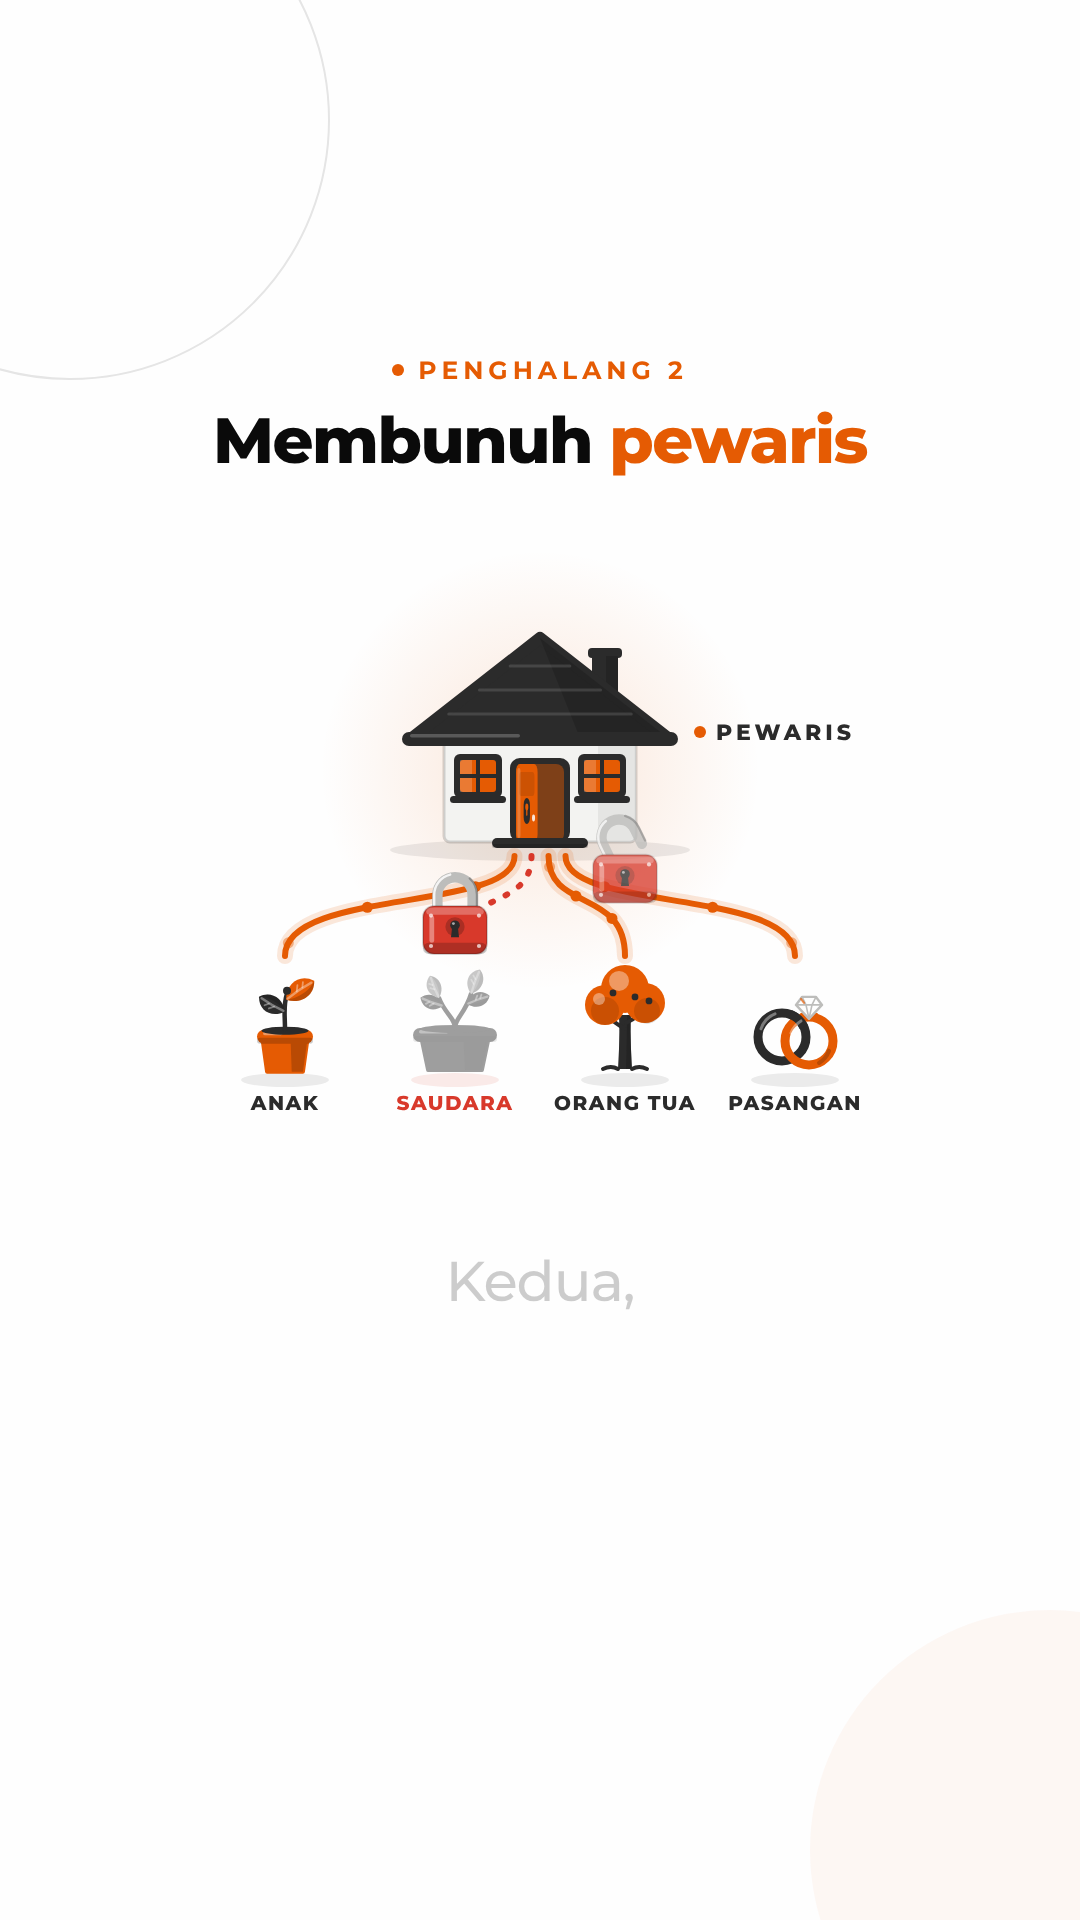 PENGHALANG 2
Membunuh pewaris
PEWARIS
ANAK
SAUDARA
ORANG TUA
PASANGAN
Kedua,